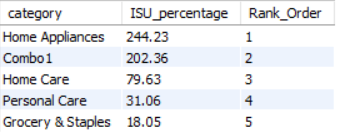 category ISU_percentage Rank_Order
Home Appliances 244.23 1
Combo1 202.36 2
Home Care 79.63 3
Personal Care 31.06 4
Grocery & Staples 18.05 5